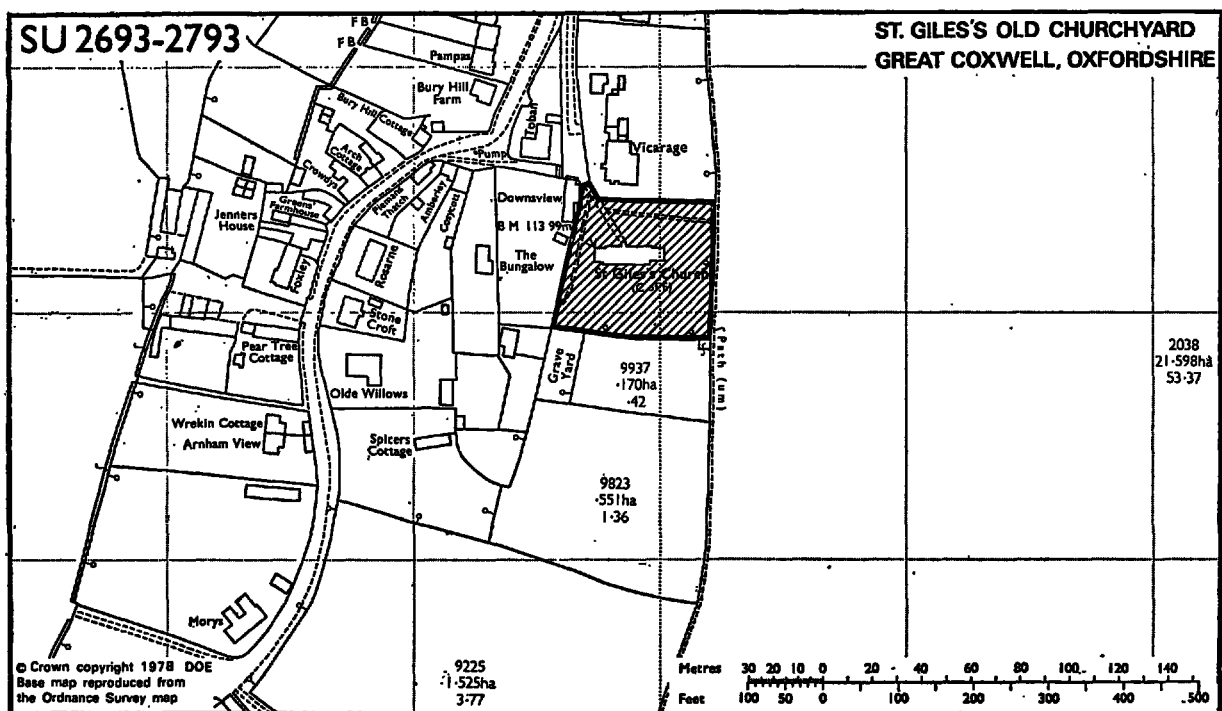 SU 2693-2793
ST. GILES'S OLD CHURCHYARD
GREAT COXWELL, OXFORDSHIRE
F B
F B
Pampas
Bury Hill
Farm
Bury Hill Cottage
Toban
Arch
Cottage
Crowdys
Pump
Vicarage
Greens
Farmhouse
Jenners
House
Plemans
Thatch
Amberley
Conycott
Downsview
B M 113·99m
The
Bungalow
St Giles's Church
(C of E)
Foxley
Rosarne
Stone
Croft
Pear Tree
Cottage
Olde Willows
Grave
Yard
9937
·170ha
·42
Path (um)
2038
21·598ha
53·37
Wrekin Cottage
Arnham View
Spicers
Cottage
9823
·551ha
1·36
Morys
© Crown copyright 1978 DOE
Base map reproduced from
the Ordnance Survey map
9225
1·525ha
3·77
Metres 30 20 10 0 20 40 60 80 100 120 140
Feet 100 50 0 100 200 300 400 500